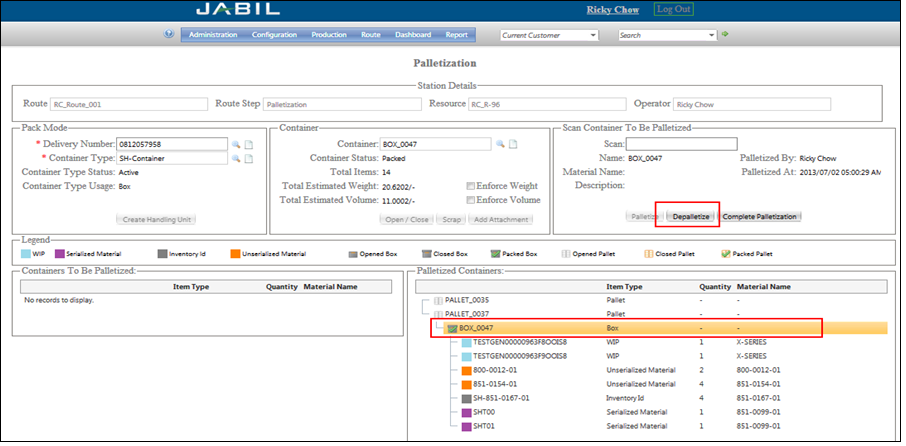 JABIL
Ricky Chow
Log Out
Administration Configuration Production Route Dashboard Report
Current Customer
Search
Palletization
Station Details
Route RC_Route_001 Route Step Palletization Resource RC_R-96 Operator Ricky Chow
Pack Mode
* Delivery Number: 0812057958
* Container Type: SH-Container
Container Type Status: Active
Container Type Usage: Box
Create Handling Unit
Container
Container: BOX_0047
Container Status: Packed
Total Items: 14
Total Estimated Weight: 20.6202/- Enforce Weight
Total Estimated Volume: 11.0002/- Enforce Volume
Open / Close Scrap Add Attachment
Scan Container To Be Palletized
Scan:
Name: BOX_0047 Palletized By: Ricky Chow
Material Name: Palletized At: 2013/07/02 05:00:29 AM
Description:
Palletize Depalletize Complete Palletization
Legend
WIP Serialized Material Inventory Id Unserialized Material Opened Box Closed Box Packed Box Opened Pallet Closed Pallet Packed Pallet
Containers To Be Palletized:
Item Type Quantity Material Name
No records to display.
Palletized Containers:
Item Type Quantity Material Name
PALLET_0035 Pallet - -
PALLET_0037 Pallet - -
BOX_0047 Box - -
TESTGEN00000963F8OOIS8 WIP 1 X-SERIES
TESTGEN00000963F9OOIS8 WIP 1 X-SERIES
800-0012-01 Unserialized Material 2 800-0012-01
851-0154-01 Unserialized Material 4 851-0154-01
SH-851-0167-01 Inventory Id 4 851-0167-01
SHT00 Serialized Material 1 851-0099-01
SHT01 Serialized Material 1 851-0099-01